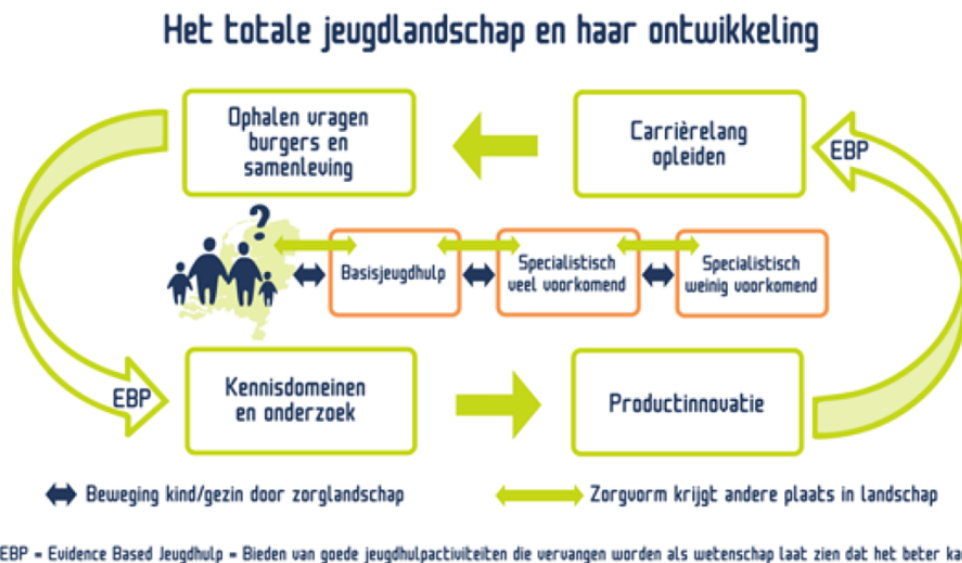 Het totale jeugdlandschap en haar ontwikkeling
Ophalen vragen
burgers en
samenleving
Carrièrelang
opleiden
EBP
?
Basisjeugdhulp
Specialistisch
veel voorkomend
Specialistisch
weinig voorkomend
EBP
Kennisdomeinen
en onderzoek
Productinnovatie
Beweging kind/gezin door zorglandschap
Zorgvorm krijgt andere plaats in landschap
EBP = Evidence Based Jeugdhulp = Bieden van goede jeugdhulpactiviteiten die vervangen worden als wetenschap laat zien dat het beter